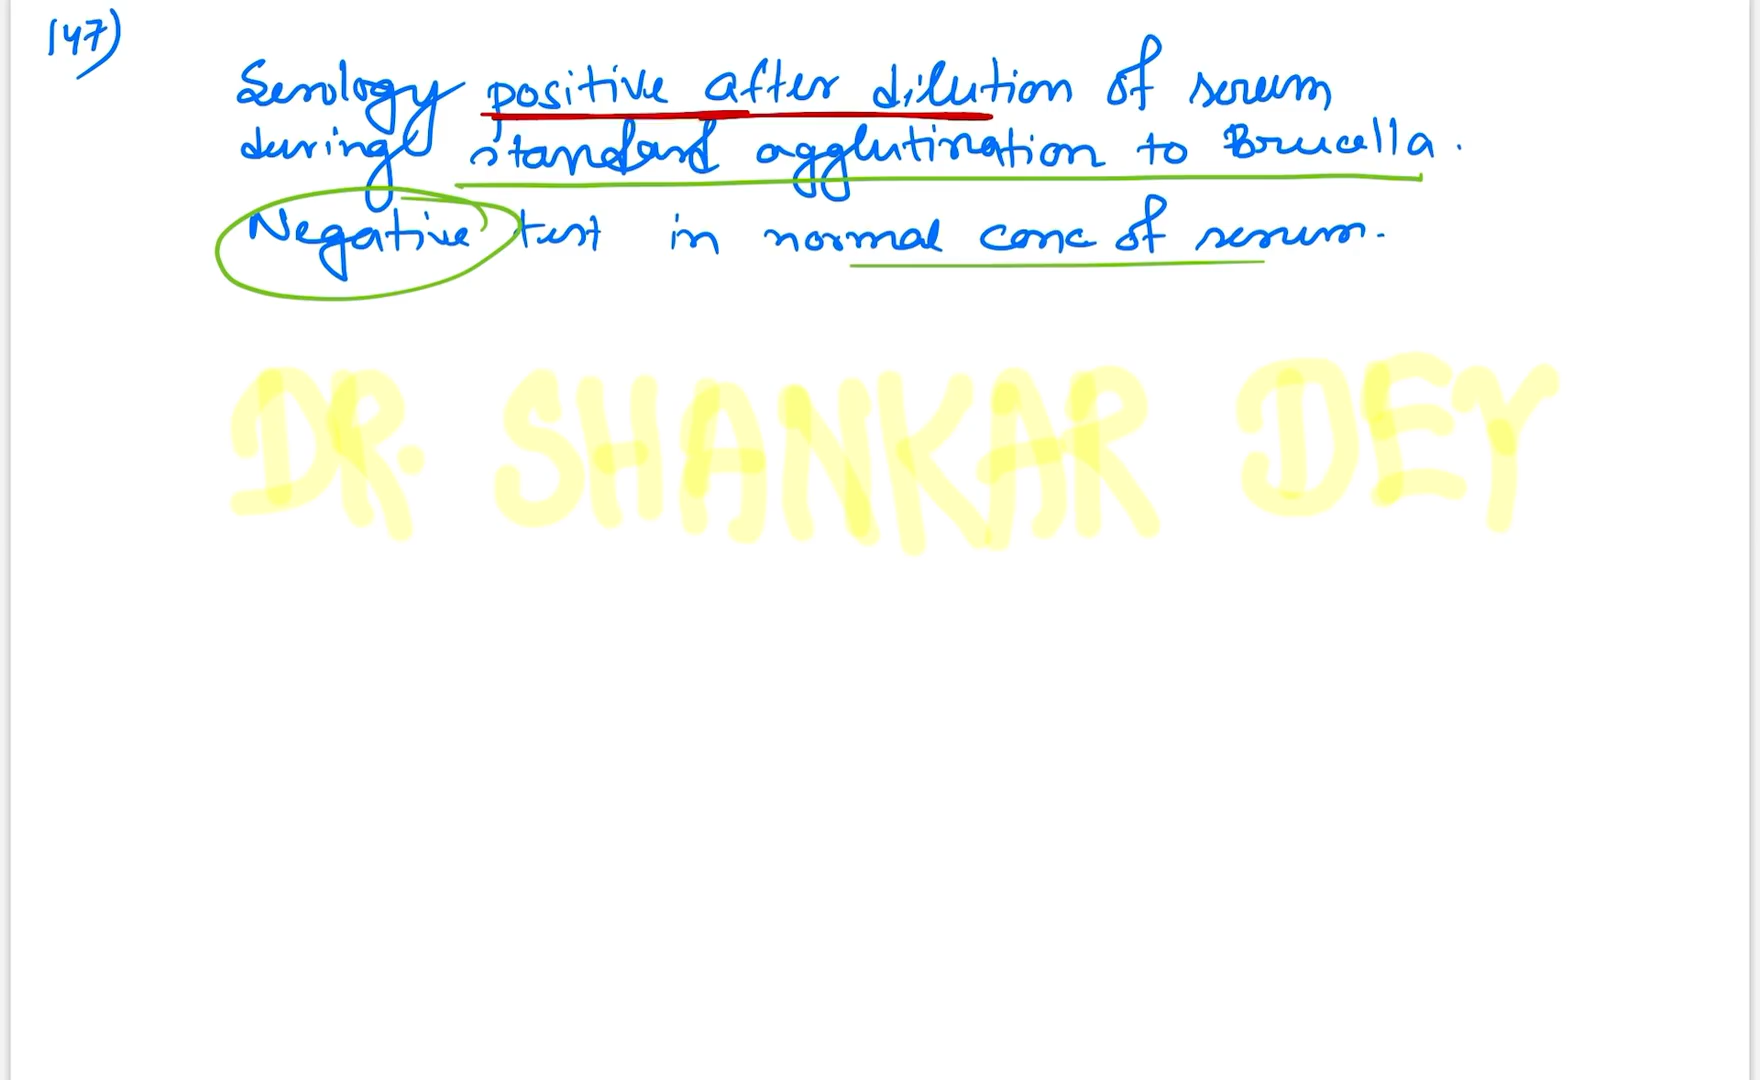 147)
Serology positive after dilution of serum
during standard agglutination to Brucella.
Negative test in normal conc of serum.
DR. SHANKAR DEY